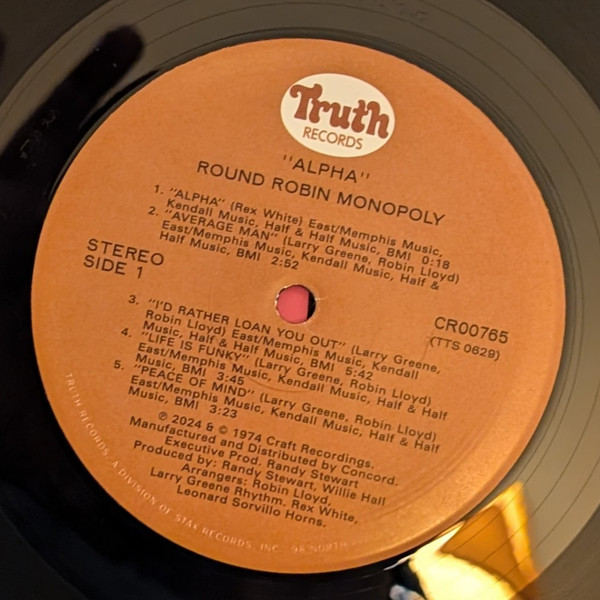 Truth
RECORDS
"ALPHA"
ROUND ROBIN MONOPOLY
1. "ALPHA" (Rex White) East/Memphis Music,
Kendall Music, Half & Half Music, BMI 0:18
2. "AVERAGE MAN" (Larry Greene, Robin Lloyd)
East/Memphis Music, Kendall Music, Half &
Half Music, BMI 2:52
STEREO
SIDE 1
3. "I'D RATHER LOAN YOU OUT" (Larry Greene,
Robin Lloyd) East/Memphis Music, Kendall
Music, Half & Half Music, BMI 5:42
4. "LIFE IS FUNKY" (Larry Greene, Robin Lloyd)
East/Memphis Music, Kendall Music, Half & Half
Music, BMI 3:45
5. "PEACE OF MIND" (Larry Greene, Robin Lloyd)
East/Memphis Music, Kendall Music, Half & Half
Music, BMI 3:23
CR00765
(TTS 0629)
℗ 2024 & © 1974 Craft Recordings.
Manufactured and Distributed by Concord.
Executive Prod. Randy Stewart
Produced by: Randy Stewart, Willie Hall
Arrangers: Robin Lloyd,
Larry Greene Rhythm. Rex White,
Leonard Sorvillo Horns.
TRUTH RECORDS, A DIVISION OF STAX RECORDS, INC. 98 NORTH